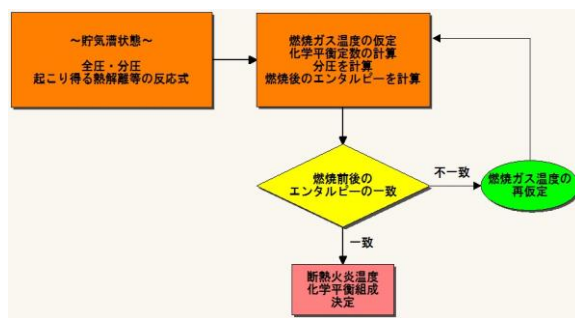 ～貯気漕状態～
全圧・分圧
起こり得る熱解離等の反応式
燃焼ガス温度の仮定
化学平衡定数の計算
分圧を計算
燃焼後のエンタルピーを計算
燃焼前後の
エンタルピーの一致
不一致
燃焼ガス温度の
再仮定
一致
断熱火炎温度
化学平衡組成
決定